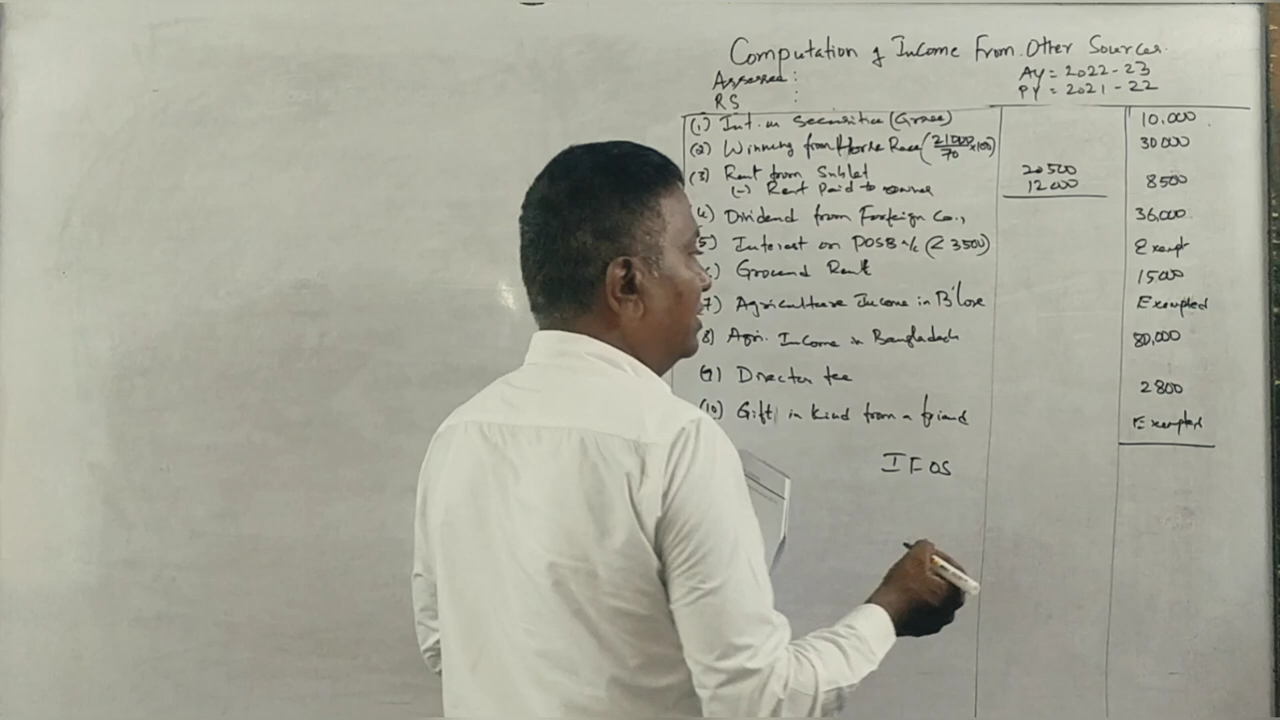 Computation of Income From Other Sources.
Assessee :
AY = 2022-23
RS :
PY = 2021-22
(1) Int. on Securities (Gross) 10,000
(2) Winning from Horse Race (21000/70 x100) 30000
(3) Rent from Sublet 20500
(-) Rent Paid to owner 12000 8500
4) Dividend from Foreign Co., 36,000
5) Interest on POSB a/c (₹ 3500) Exempt
) Ground Rent 1500
7) Agriculture Income in B'lore Exempted
8) Agri. Income in Bangladesh 80,000
(9) Director fee 2800
(10) Gift in Kind from a friend Exempted
IFOS